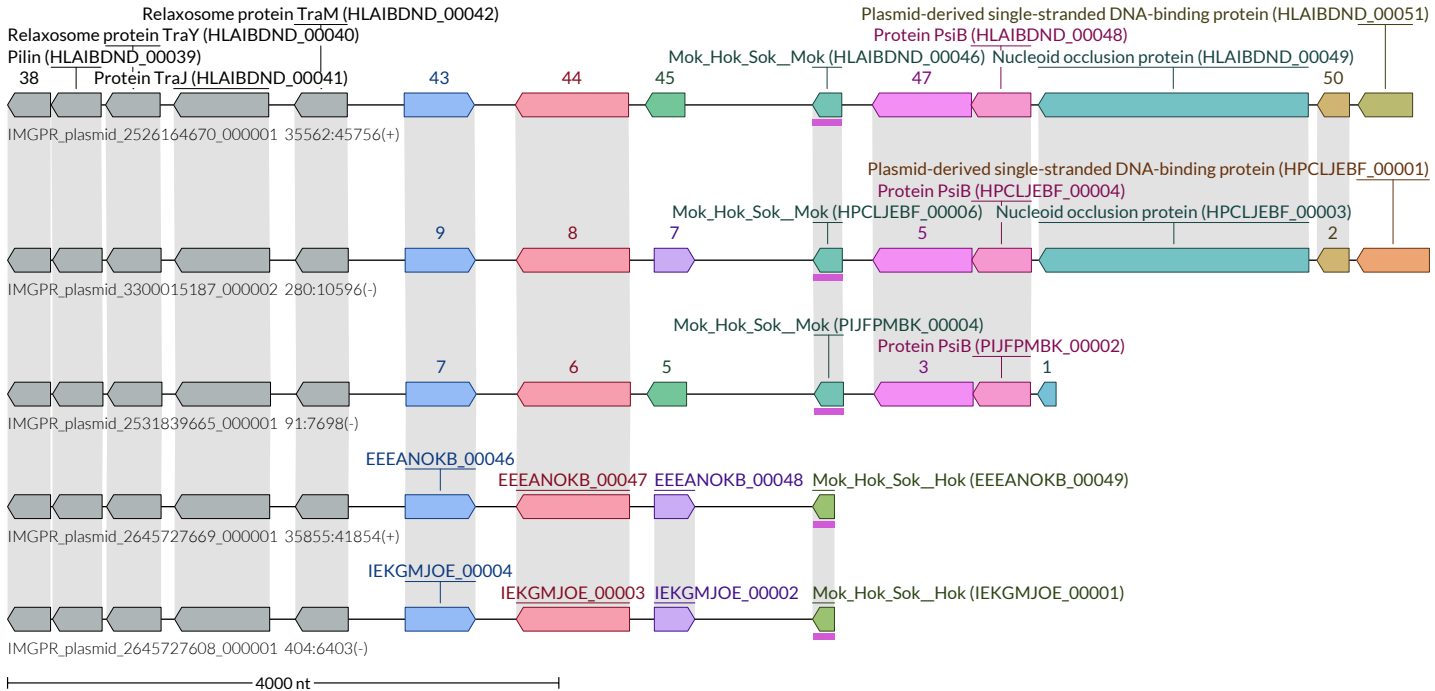 Relaxosome protein TraM (HLAIBDND_00042)
Plasmid-derived single-stranded DNA-binding protein (HLAIBDND_00051)
Relaxosome protein TraY (HLAIBDND_00040)
Protein PsiB (HLAIBDND_00048)
Pilin (HLAIBDND_00039)
Mok_Hok_Sok__Mok (HLAIBDND_00046)
Nucleoid occlusion protein (HLAIBDND_00049)
38 Protein TraJ (HLAIBDND_00041) 43 44 45 47 50
IMGPR_plasmid_2526164670_000001 35562:45756(+)
Plasmid-derived single-stranded DNA-binding protein (HPCLJEBF_00001)
Protein PsiB (HPCLJEBF_00004)
Mok_Hok_Sok__Mok (HPCLJEBF_00006) Nucleoid occlusion protein (HPCLJEBF_00003)
9 8 7 5 2
IMGPR_plasmid_3300015187_000002 280:10596(-)
Mok_Hok_Sok__Mok (PIJFPMBK_00004)
Protein PsiB (PIJFPMBK_00002)
7 6 5 3 1
IMGPR_plasmid_2531839665_000001 91:7698(-)
EEEANOKB_00046
EEEANOKB_00047 EEEANOKB_00048 Mok_Hok_Sok__Hok (EEEANOKB_00049)
IMGPR_plasmid_2645727669_000001 35855:41854(+)
IEKGMJOE_00004
IEKGMJOE_00003 IEKGMJOE_00002 Mok_Hok_Sok__Hok (IEKGMJOE_00001)
IMGPR_plasmid_2645727608_000001 404:6403(-)
4000 nt